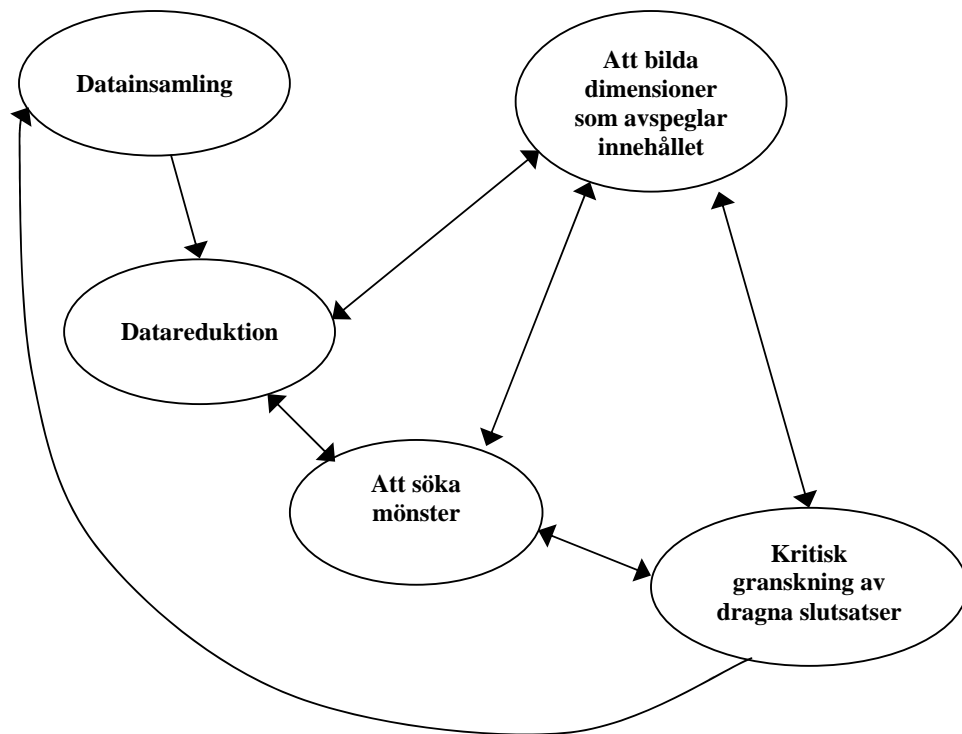 Datainsamling
Att bilda
dimensioner
som avspeglar
innehållet
Datareduktion
Att söka
mönster
Kritisk
granskning av
dragna slutsatser